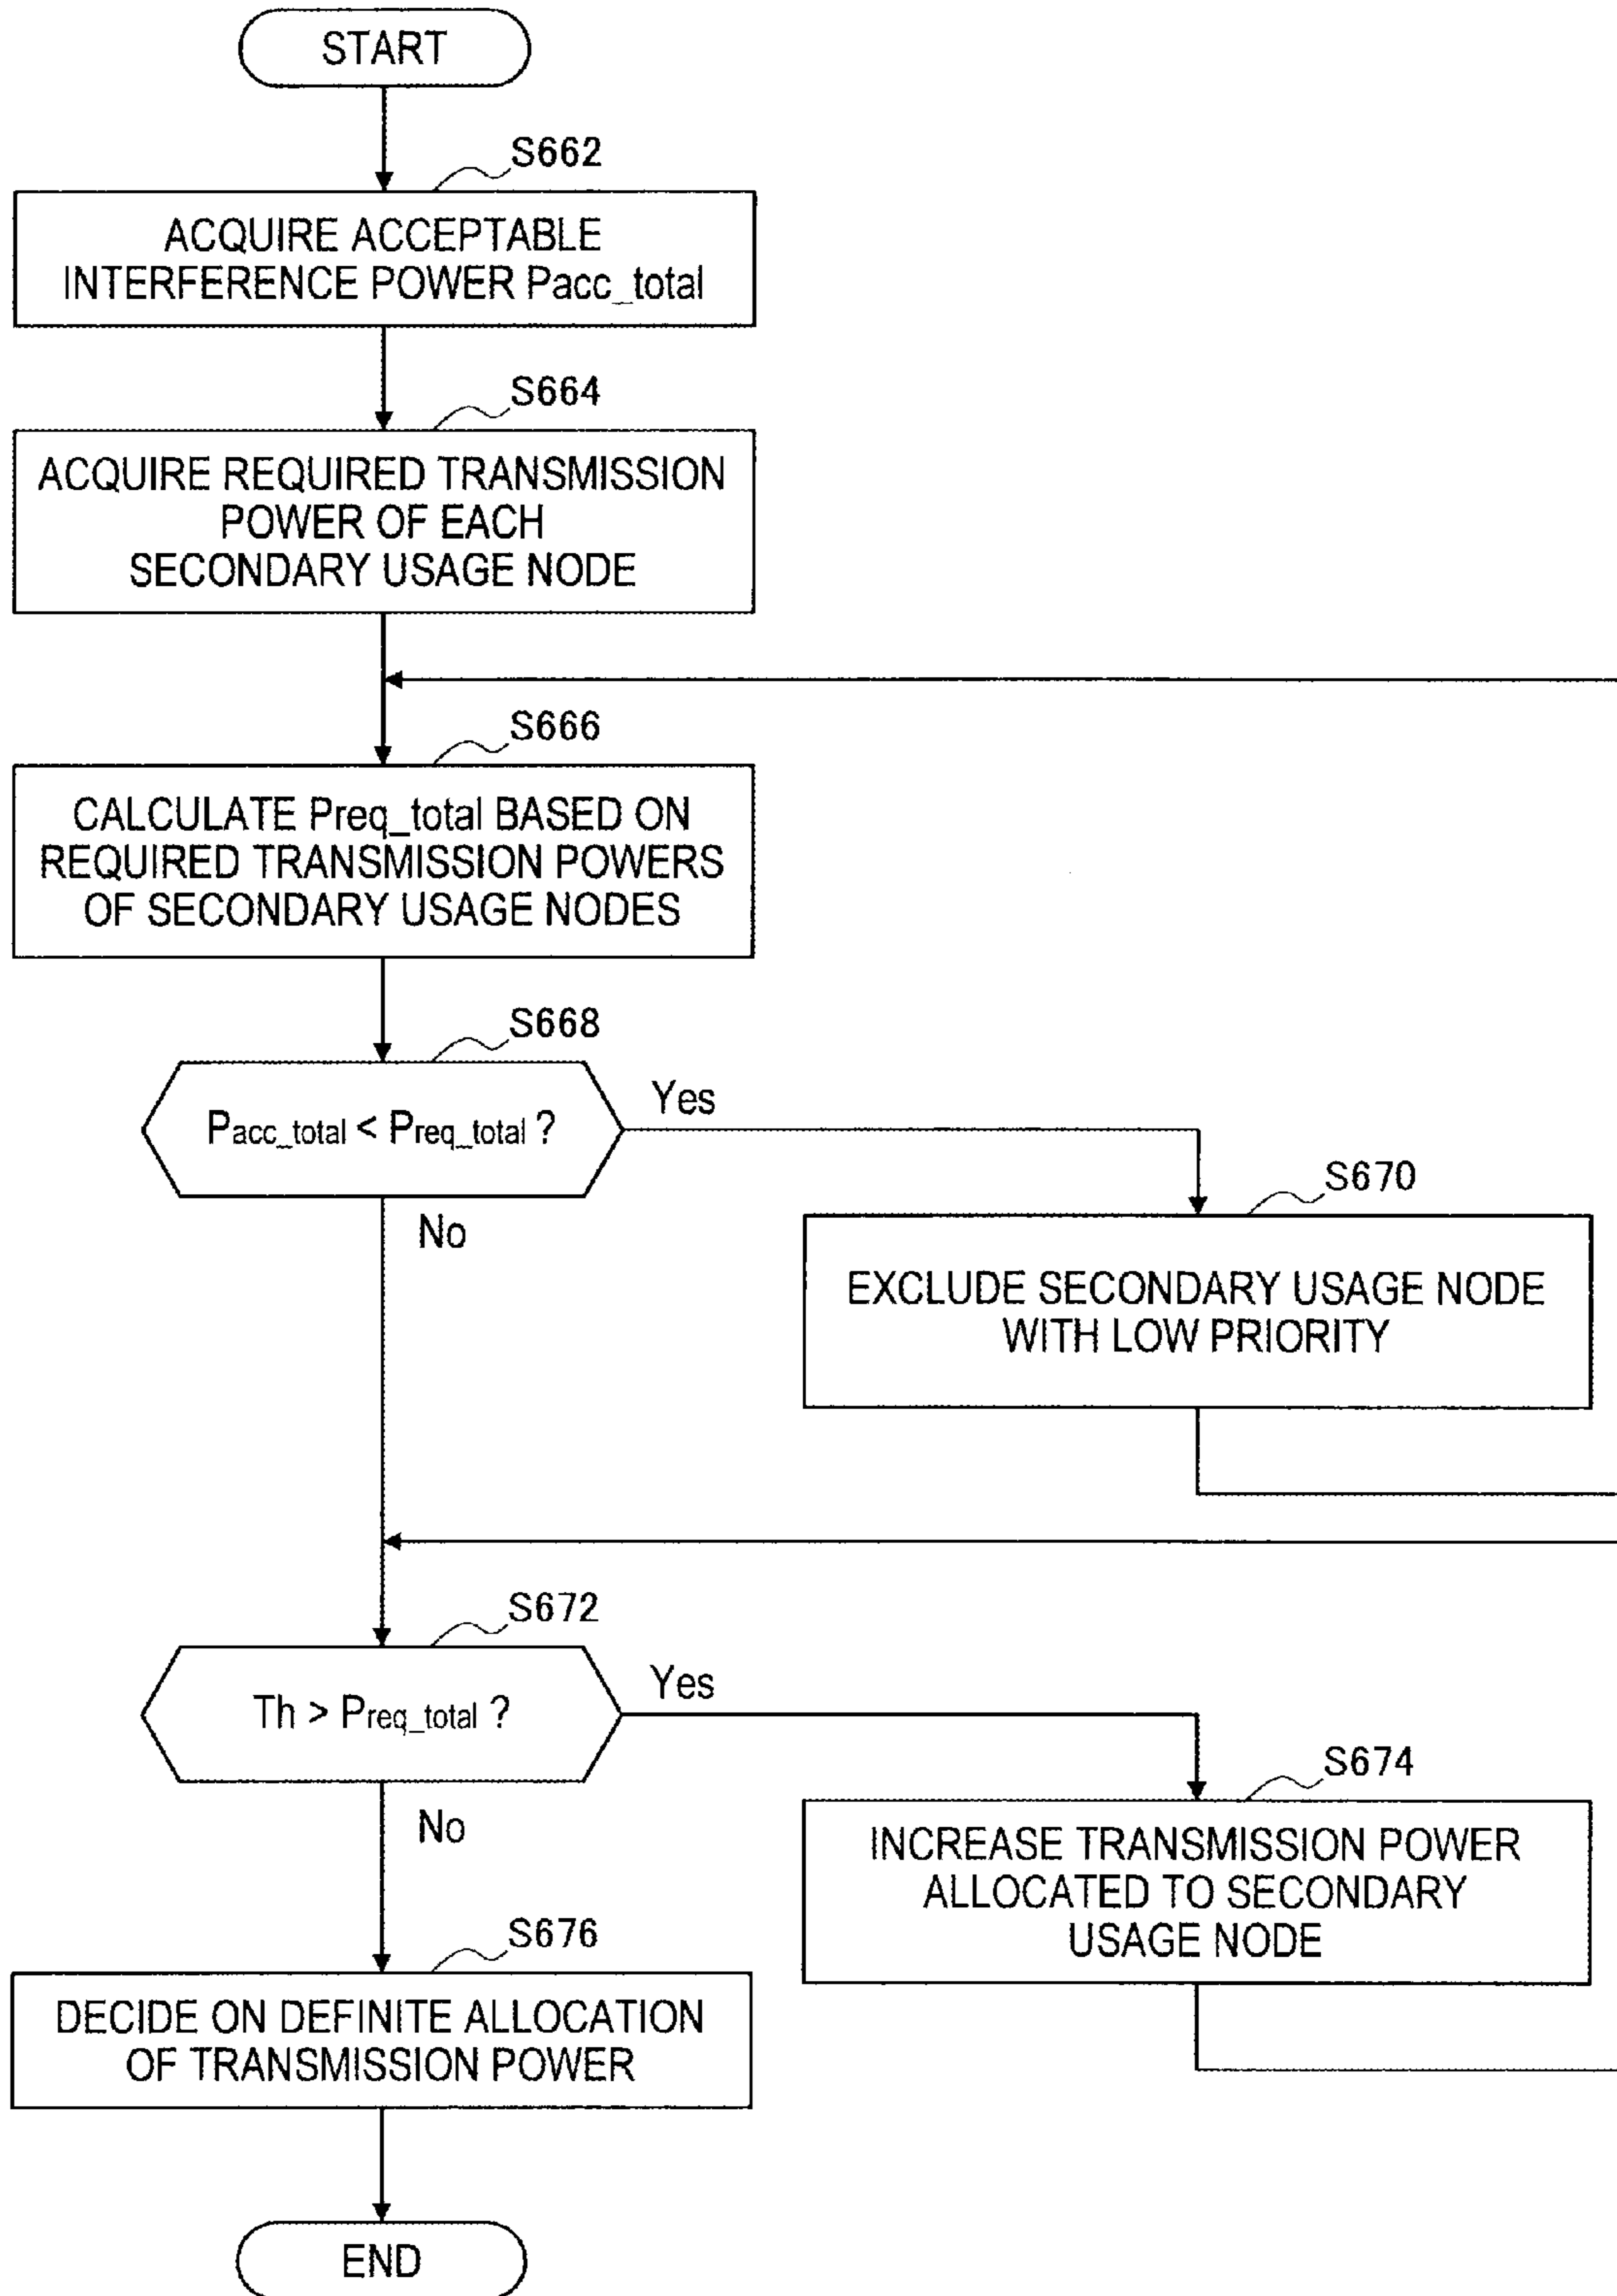 START
S662
ACQUIRE ACCEPTABLE
INTERFERENCE POWER Pacc_total
S664
ACQUIRE REQUIRED TRANSMISSION
POWER OF EACH
SECONDARY USAGE NODE
S666
CALCULATE Preq_total BASED ON
REQUIRED TRANSMISSION POWERS
OF SECONDARY USAGE NODES
S668
Pacc_total < Preq_total ?
Yes
No
S670
EXCLUDE SECONDARY USAGE NODE
WITH LOW PRIORITY
S672
Th > Preq_total ?
Yes
No
S674
INCREASE TRANSMISSION POWER
ALLOCATED TO SECONDARY
USAGE NODE
S676
DECIDE ON DEFINITE ALLOCATION
OF TRANSMISSION POWER
END